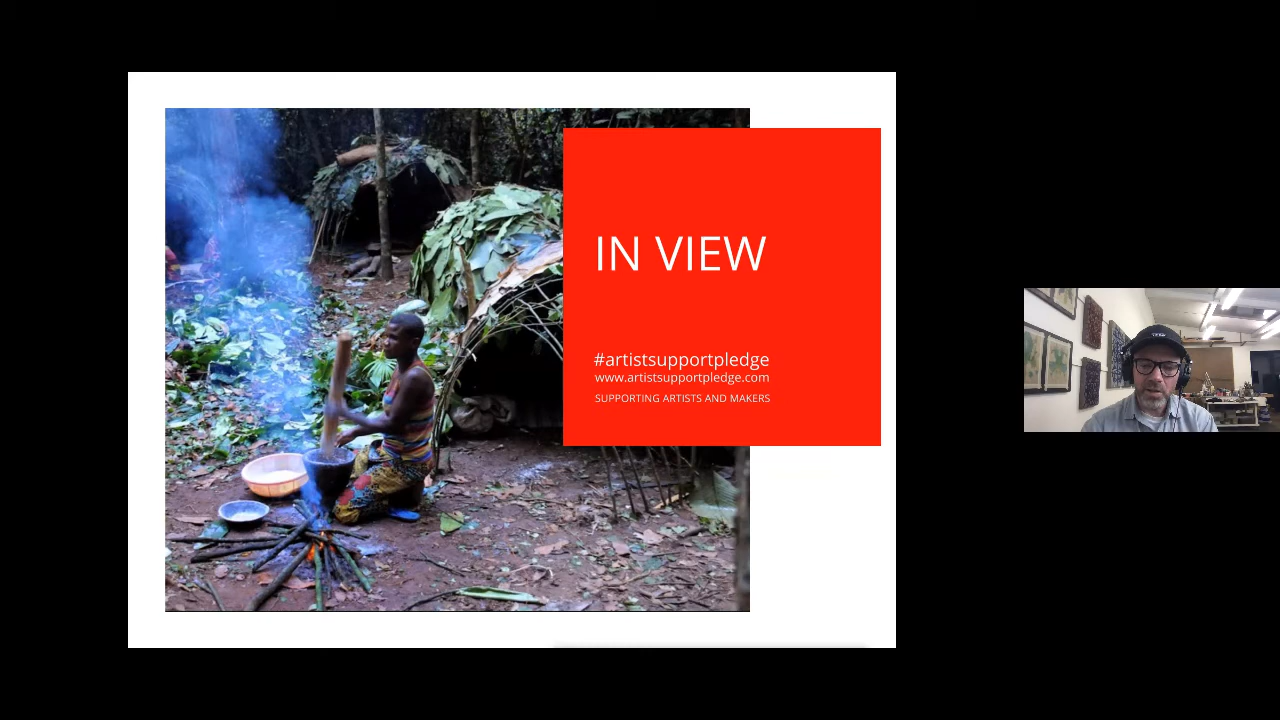 IN VIEW
#artistsupportpledge
www.artistsupportpledge.com
SUPPORTING ARTISTS AND MAKERS